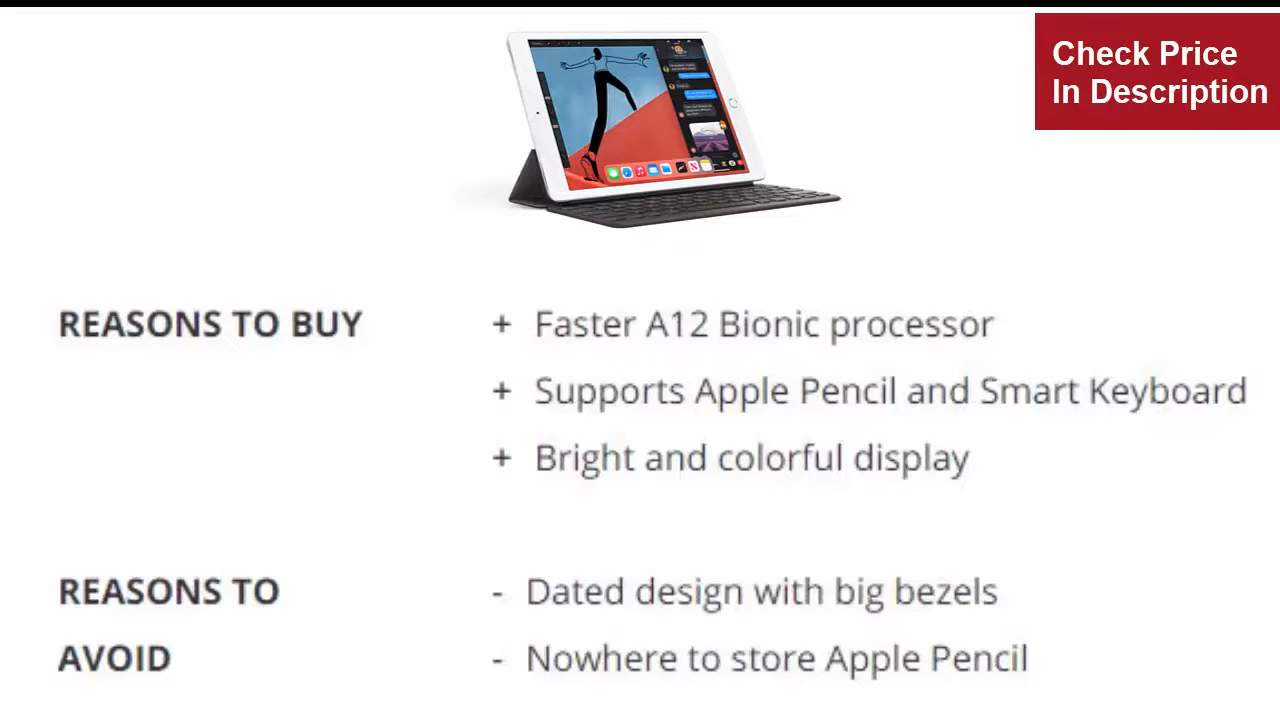 Check Price
In Description
REASONS TO BUY
+ Faster A12 Bionic processor
+ Supports Apple Pencil and Smart Keyboard
+ Bright and colorful display
REASONS TO
AVOID
- Dated design with big bezels
- Nowhere to store Apple Pencil